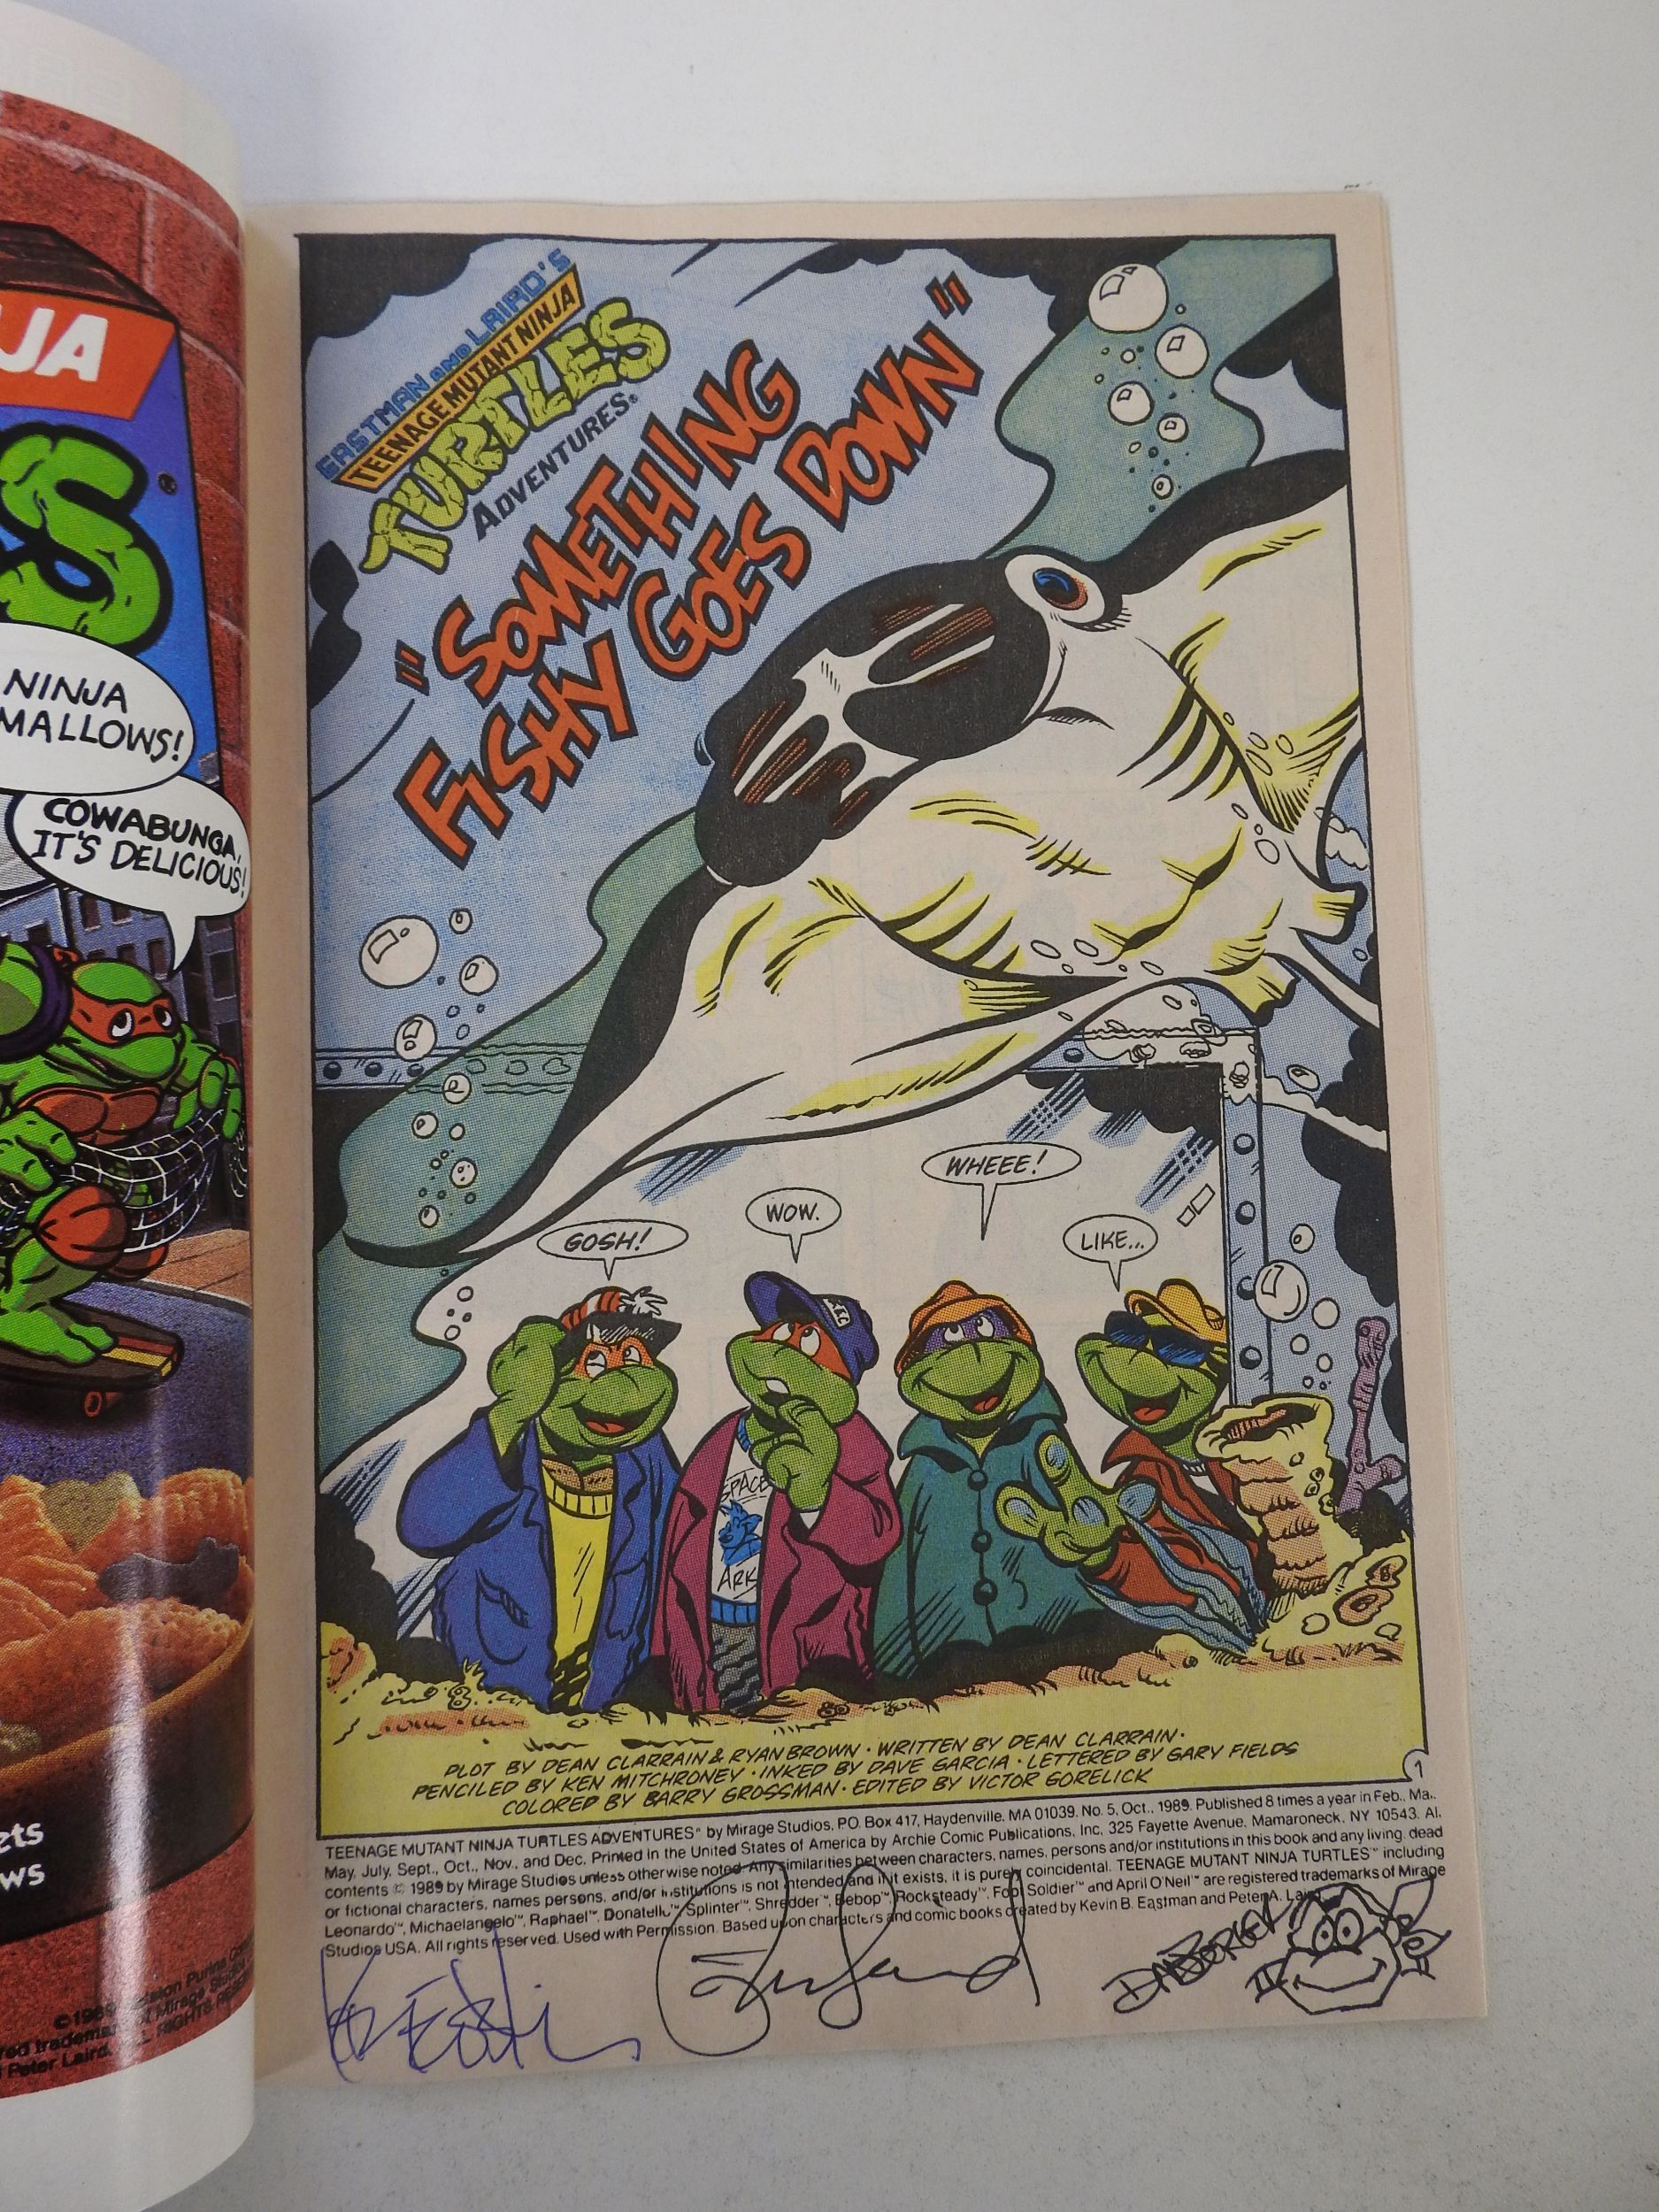 JA
S
NINJA
MALLOWS!
COWABUNGA,
IT'S DELICIOUS!
ets
ws
EASTMAN AND LAIRD'S
TEENAGE MUTANT NINJA
TURTLES
ADVENTURES®
"SOMETHING
FISHY GOES DOWN"
GOSH!
WOW.
WHEEE!
LIKE...
SPACE
ARK
PLOT BY DEAN CLARRAIN & RYAN BROWN · WRITTEN BY DEAN CLARRAIN ·
PENCILED BY KEN MITCHRONEY · INKED BY DAVE GARCIA · LETTERED BY GARY FIELDS
COLORED BY BARRY GROSSMAN · EDITED BY VICTOR GORELICK
1
TEENAGE MUTANT NINJA TURTLES ADVENTURES™ by Mirage Studios, P.O. Box 417, Haydenville, MA 01039. No. 5, Oct., 1989. Published 8 times a year in Feb., Ma.,
May, July, Sept., Oct., Nov., and Dec. Printed in the United States of America by Archie Comic Publications, Inc. 325 Fayette Avenue, Mamaroneck, NY 10543. Al.
contents © 1989 by Mirage Studios unless otherwise noted. Any similarities between characters, names, persons and/or institutions in this book and any living, dead
or fictional characters, names persons, and/or institutions is not intended and if it exists, it is purely coincidental. TEENAGE MUTANT NINJA TURTLES™ including
Leonardo™, Michaelangelo™, Raphael™, Donatello™, Splinter™, Shredder™, Bebop™, Rocksteady™, Foot Soldier™ and April O'Neil™ are registered trademarks of Mirage
Studios USA. All rights reserved. Used with Permission. Based upon characters and comic books created by Kevin B. Eastman and Peter A. Laird.
Peter Laird.
DAN BERGER